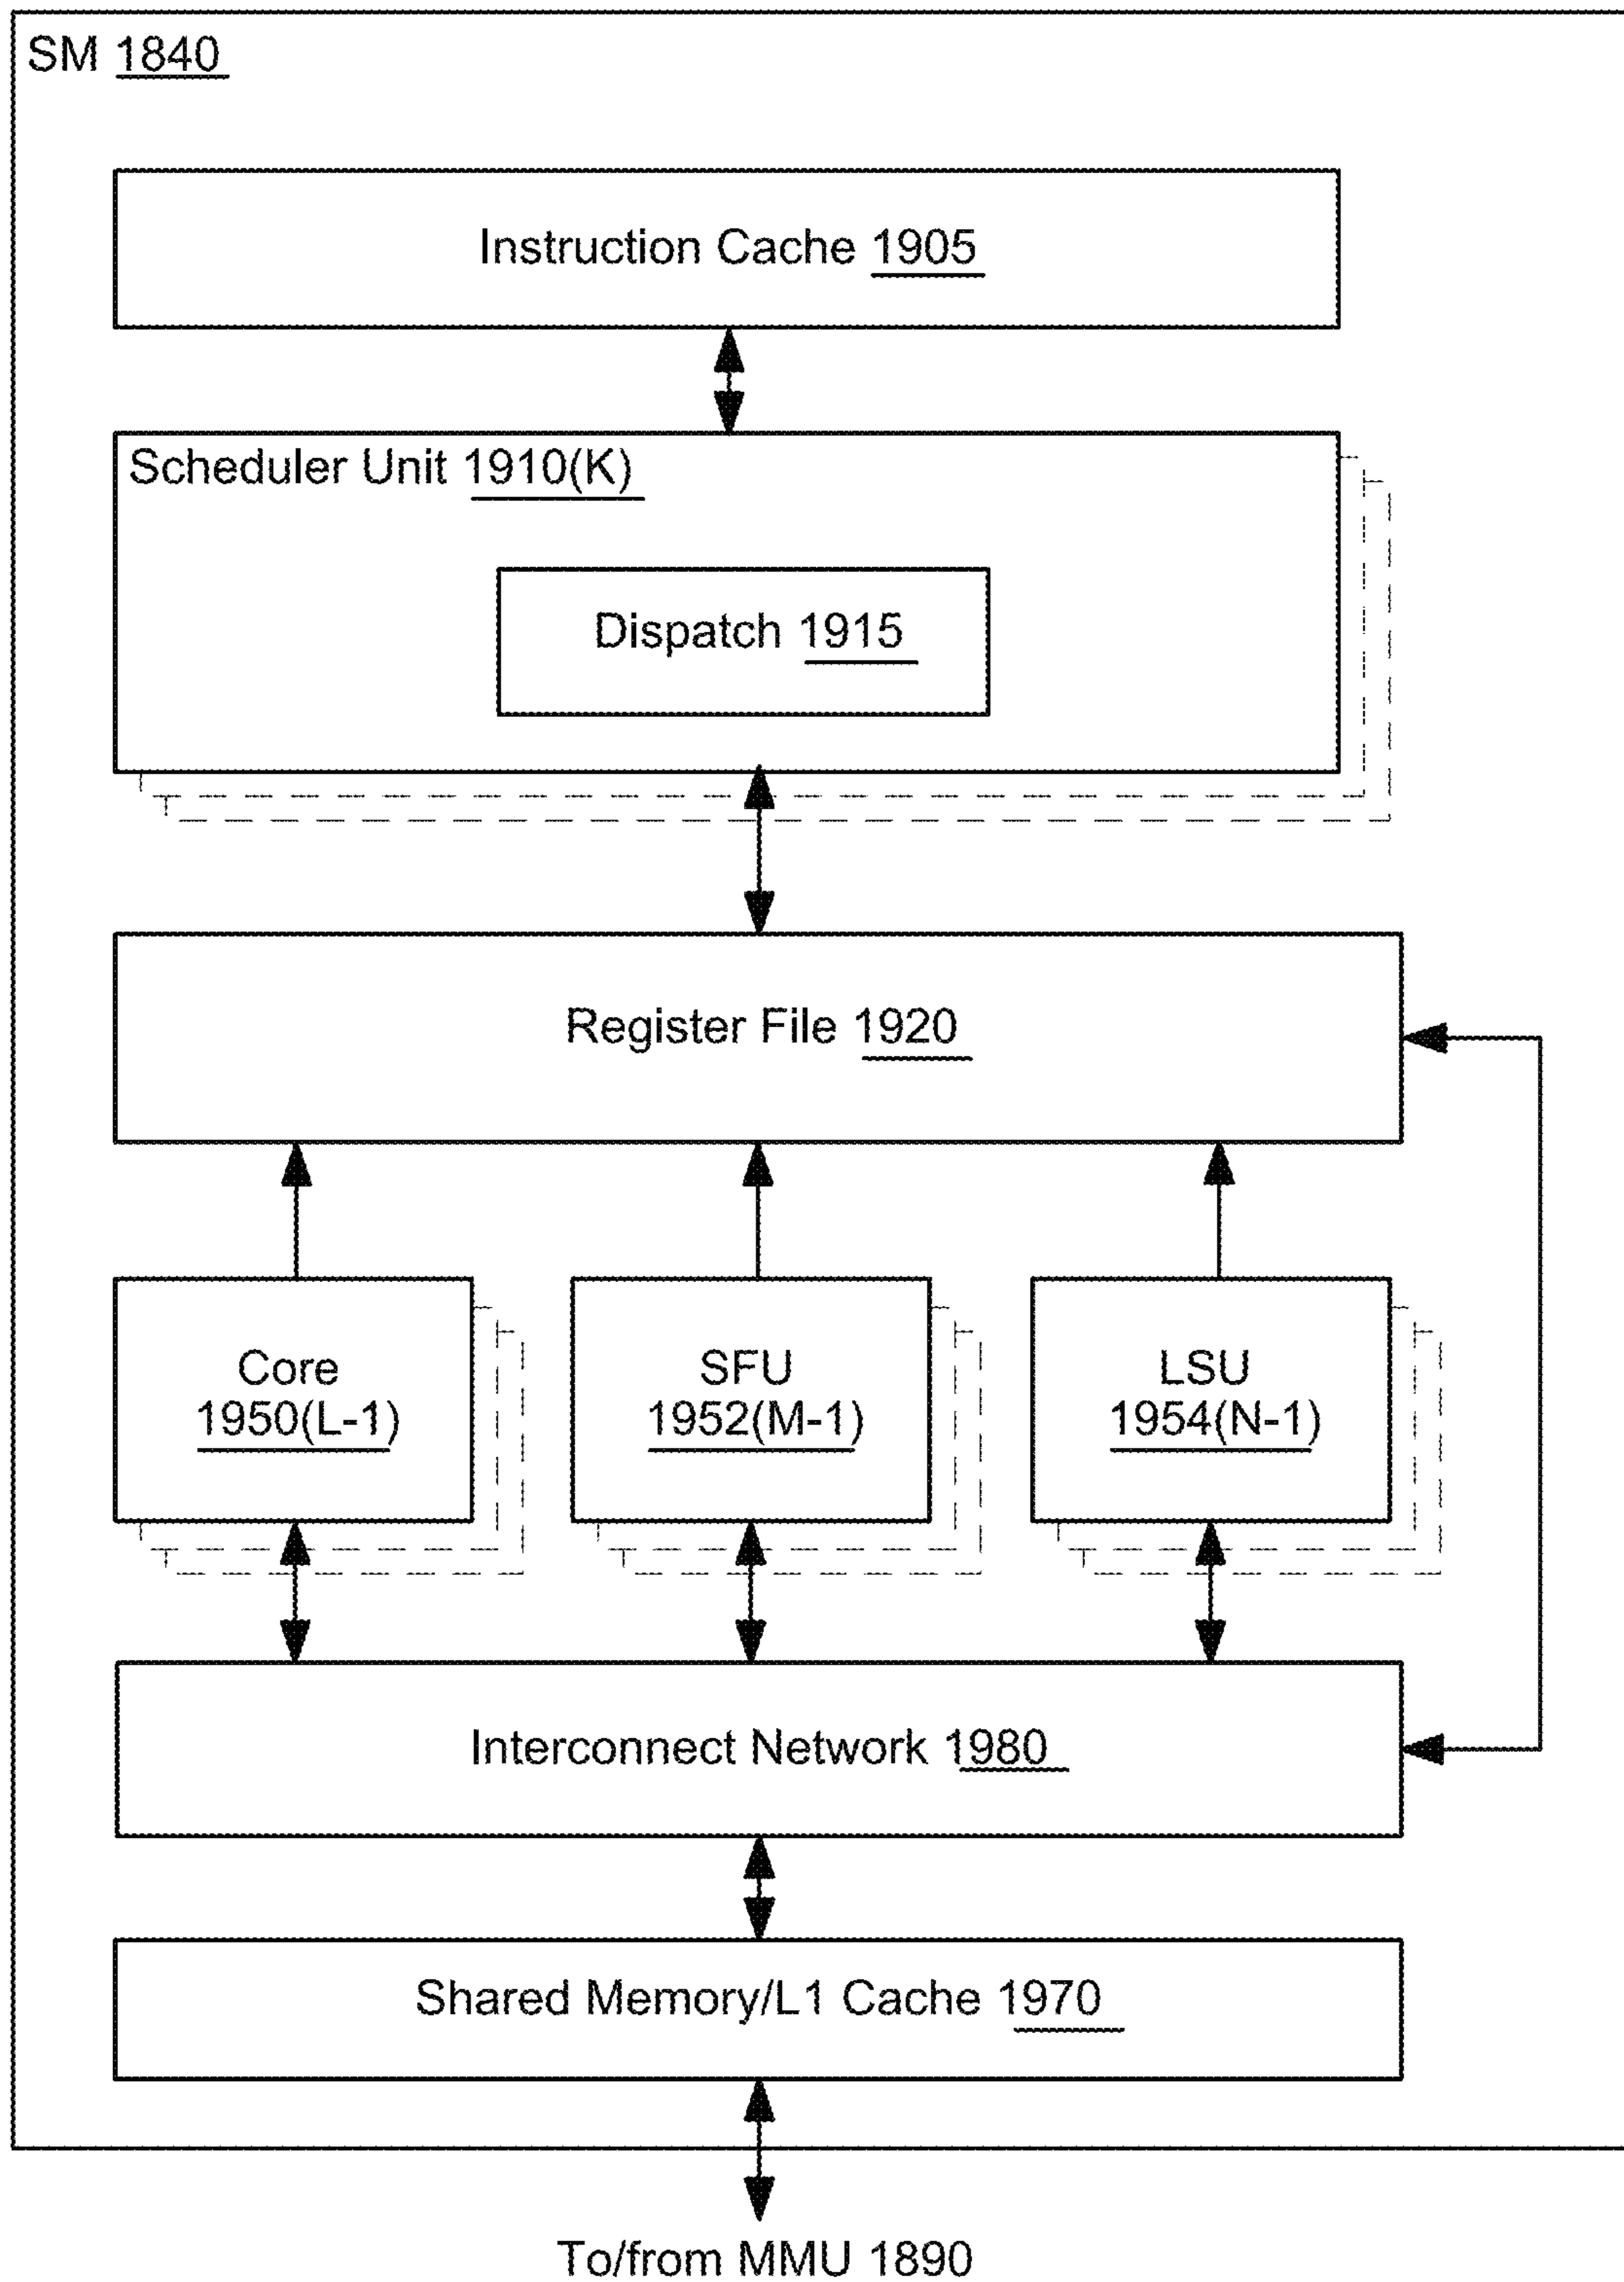 SM 1840
Instruction Cache 1905
Scheduler Unit 1910(K)
Dispatch 1915
Register File 1920
Core
1950(L-1)
SFU
1952(M-1)
LSU
1954(N-1)
Interconnect Network 1980
Shared Memory/L1 Cache 1970
To/from MMU 1890